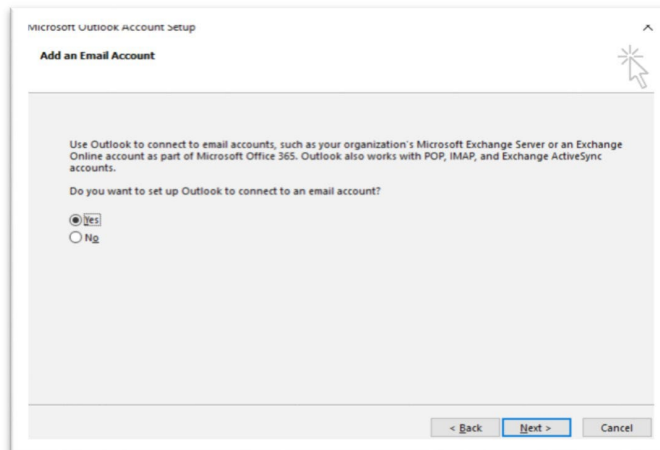 Microsoft Outlook Account Setup
Add an Email Account
Use Outlook to connect to email accounts, such as your organization's Microsoft Exchange Server or an Exchange
Online account as part of Microsoft Office 365. Outlook also works with POP, IMAP, and Exchange ActiveSync
accounts.
Do you want to set up Outlook to connect to an email account?
Yes
No
< Back Next > Cancel